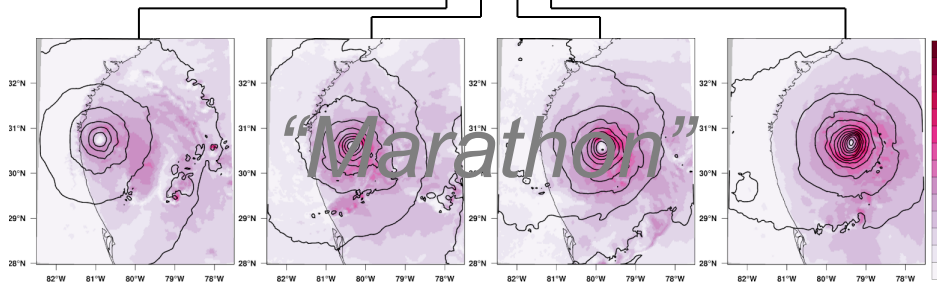 32°N 32°N 32°N 32°N
31°N 31°N 31°N 31°N
“Marathon”
30°N 30°N 30°N 30°N
29°N 29°N 29°N 29°N
28°N 28°N 28°N 28°N
82°W 81°W 80°W 79°W 78°W 82°W 81°W 80°W 79°W 78°W 82°W 81°W 80°W 79°W 78°W 82°W 81°W 80°W 79°W 78°W